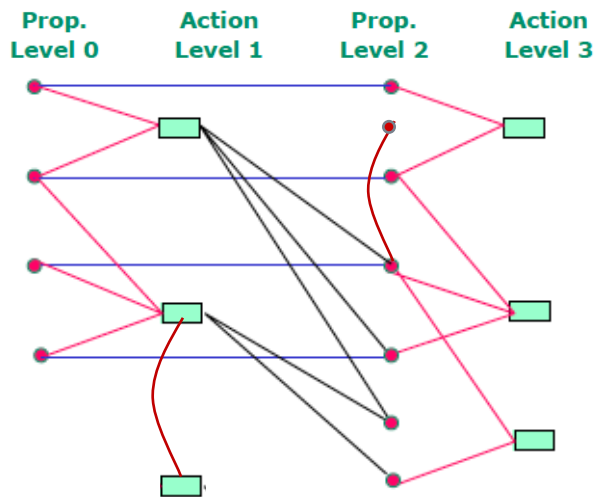 Prop.
Level 0
Action
Level 1
Prop.
Level 2
Action
Level 3